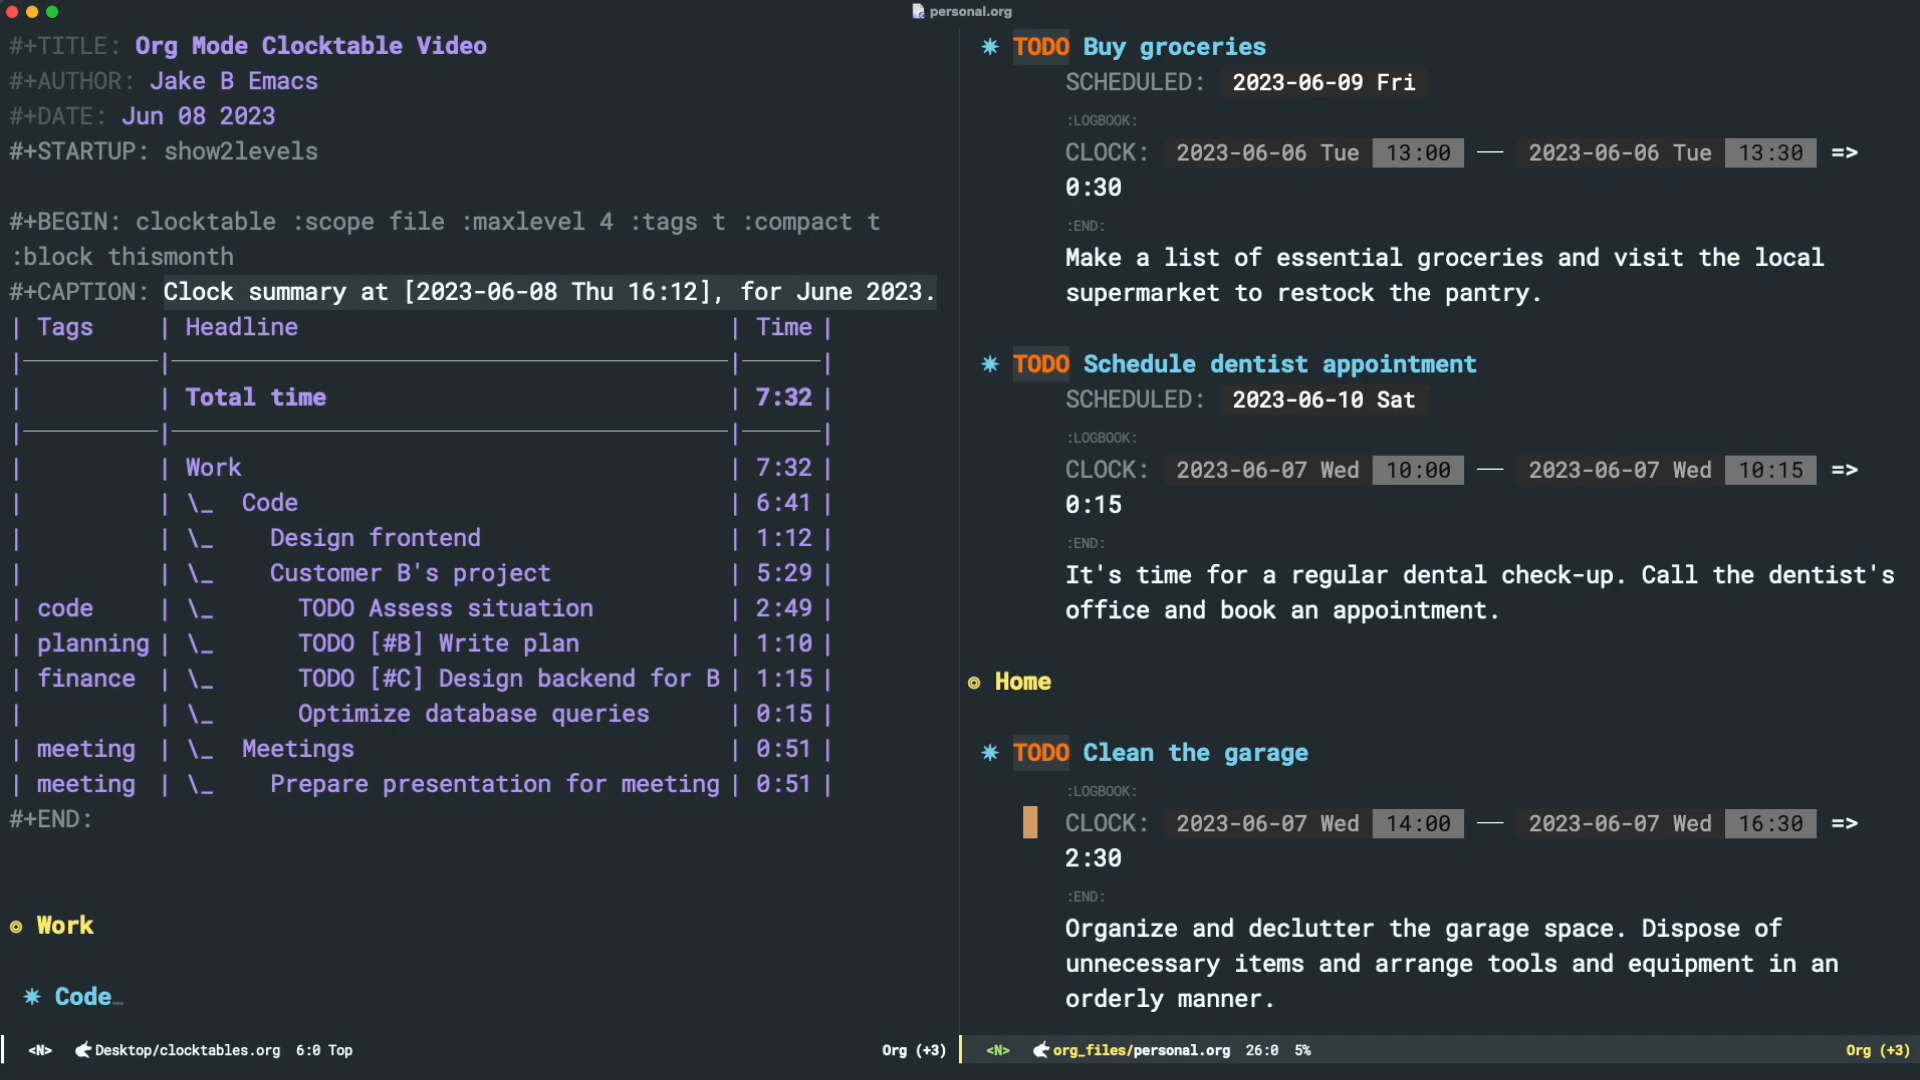 personal.org
#+TITLE: Org Mode Clocktable Video
#+AUTHOR: Jake B Emacs
#+DATE: Jun 08 2023
#+STARTUP: show2levels
#+BEGIN: clocktable :scope file :maxlevel 4 :tags t :compact t
:block thismonth
#+CAPTION: Clock summary at [2023-06-08 Thu 16:12], for June 2023.
| Tags | Headline | Time |
| | Total time | 7:32 |
| | Work | 7:32 |
| | \_ Code | 6:41 |
| | \_ Design frontend | 1:12 |
| | \_ Customer B's project | 5:29 |
| code | \_ TODO Assess situation | 2:49 |
| planning | \_ TODO [#B] Write plan | 1:10 |
| finance | \_ TODO [#C] Design backend for B | 1:15 |
| | \_ Optimize database queries | 0:15 |
| meeting | \_ Meetings | 0:51 |
| meeting | \_ Prepare presentation for meeting | 0:51 |
#+END:
Work
Code
<N> Desktop/clocktables.org 6:0 Top Org (+3)
TODO Buy groceries
SCHEDULED: 2023-06-09 Fri
:LOGBOOK:
CLOCK: 2023-06-06 Tue 13:00 — 2023-06-06 Tue 13:30 =>
0:30
:END:
Make a list of essential groceries and visit the local
supermarket to restock the pantry.
TODO Schedule dentist appointment
SCHEDULED: 2023-06-10 Sat
:LOGBOOK:
CLOCK: 2023-06-07 Wed 10:00 — 2023-06-07 Wed 10:15 =>
0:15
:END:
It's time for a regular dental check-up. Call the dentist's
office and book an appointment.
Home
TODO Clean the garage
:LOGBOOK:
CLOCK: 2023-06-07 Wed 14:00 — 2023-06-07 Wed 16:30 =>
2:30
:END:
Organize and declutter the garage space. Dispose of
unnecessary items and arrange tools and equipment in an
orderly manner.
<N> org_files/personal.org 26:0 5% Org (+3)